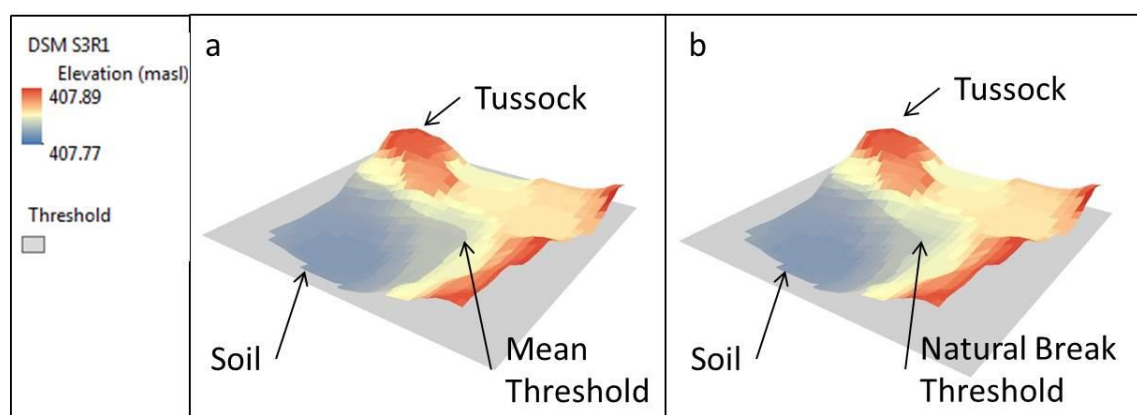 DSM S3R1
Elevation (masl)
407.89
407.77
Threshold
a
Tussock
Soil
Mean
Threshold
b
Tussock
Soil
Natural Break
Threshold